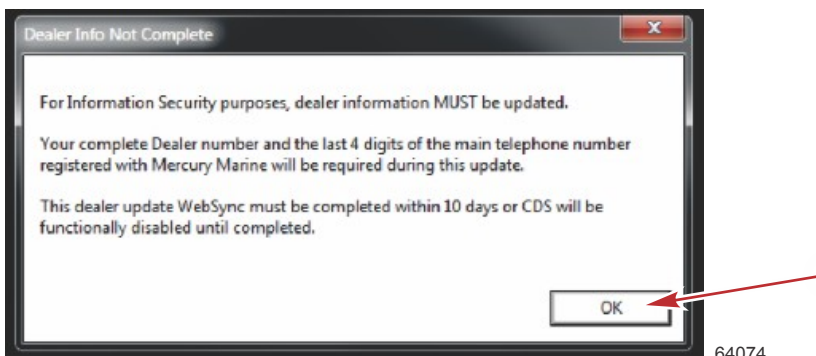 Dealer Info Not Complete
For Information Security purposes, dealer information MUST be updated.
Your complete Dealer number and the last 4 digits of the main telephone number
registered with Mercury Marine will be required during this update.
This dealer update WebSync must be completed within 10 days or CDS will be
functionally disabled until completed.
OK
64074